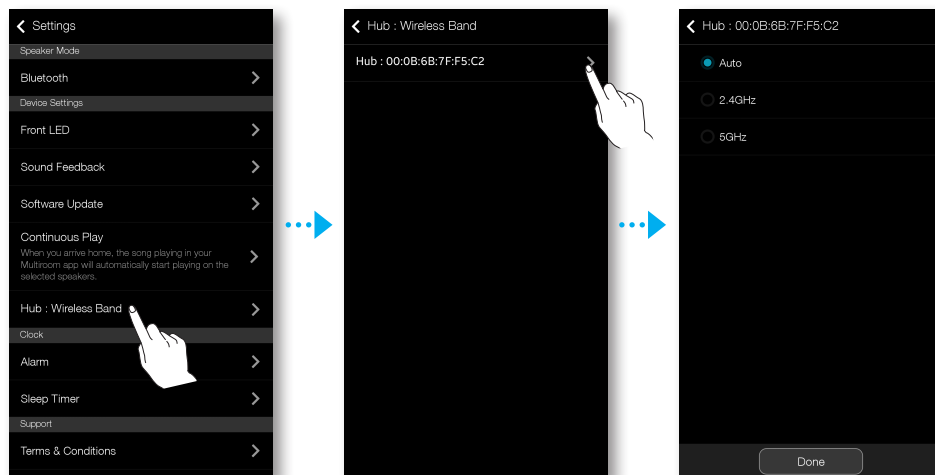 Settings
Speaker Mode
Bluetooth
Device Settings
Front LED
Sound Feedback
Software Update
Continuous Play
When you arrive home, the song playing in your
Multiroom app will automatically start playing on the
selected speakers.
Hub : Wireless Band
Clock
Alarm
Sleep Timer
Support
Terms & Conditions
Hub : Wireless Band
Hub : 00:0B:6B:7F:F5:C2
Hub : 00:0B:6B:7F:F5:C2
Auto
2.4GHz
5GHz
Done